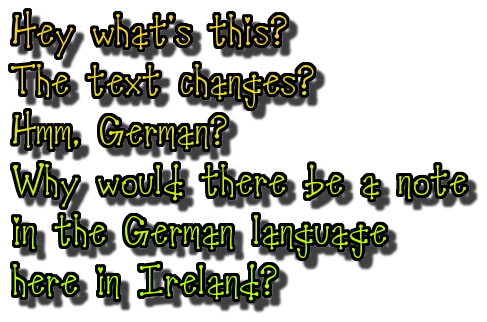 Hey what's this?
The text changes?
Hmm, German?
Why would there be a note
in the German language
here in Ireland?